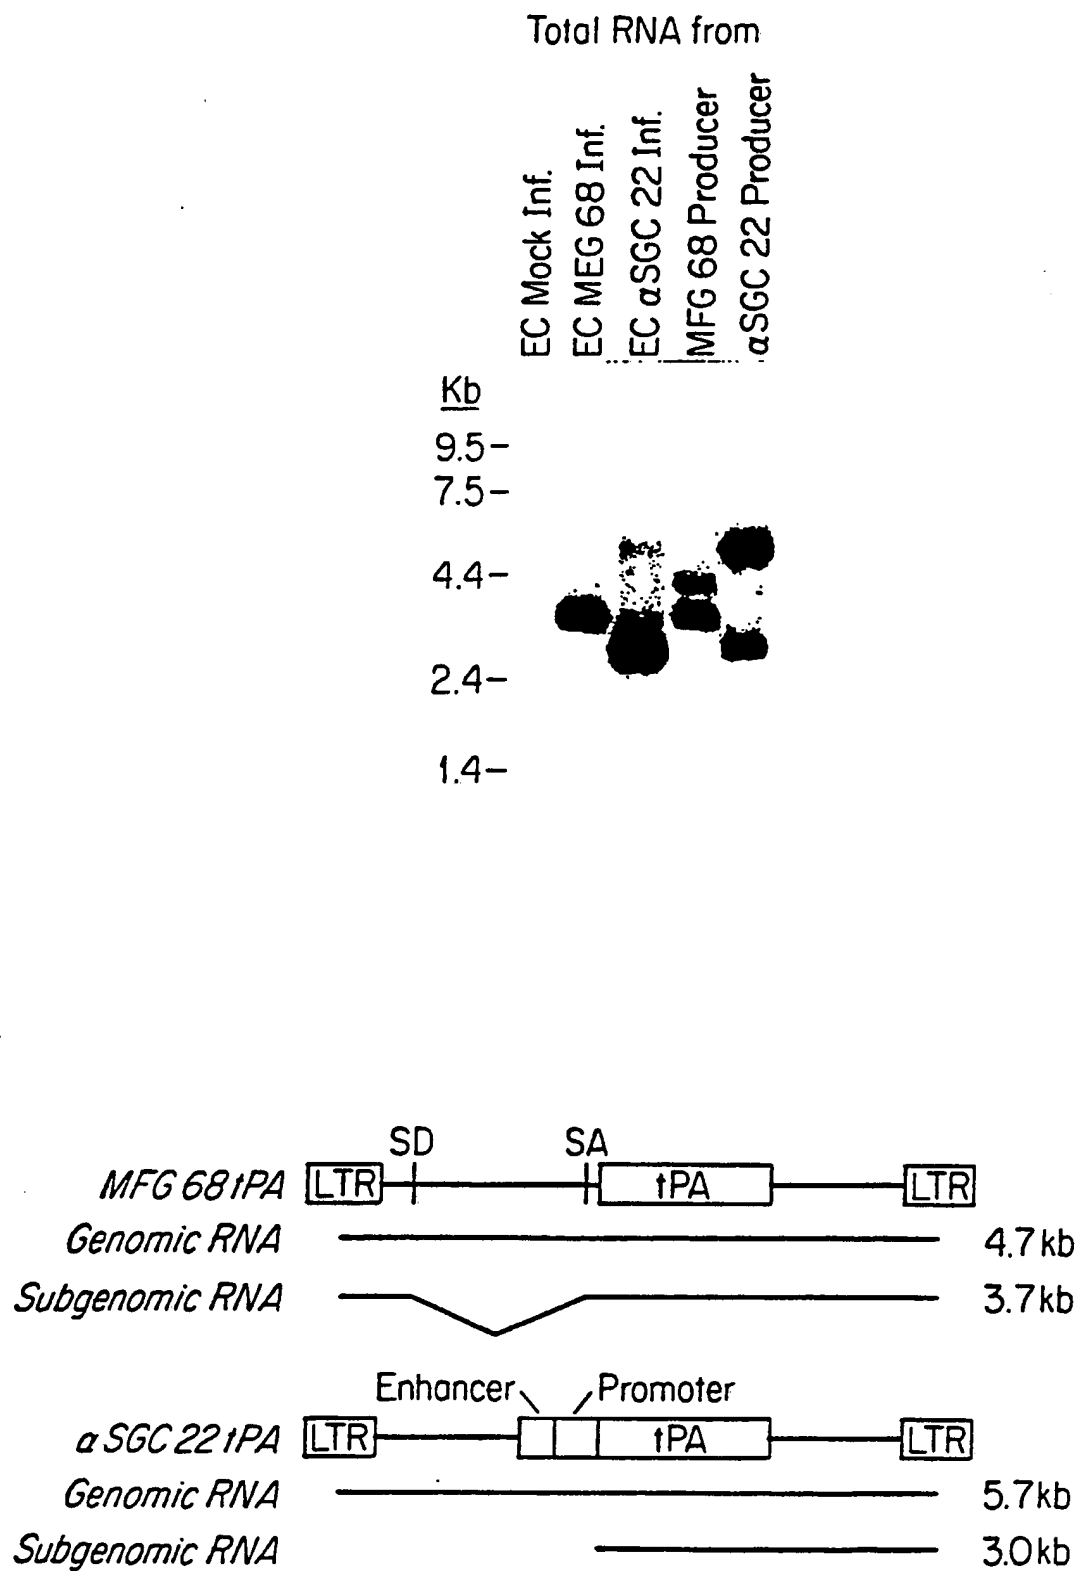 Total RNA from
EC Mock Inf.
EC MEG 68 Inf.
EC αSGC 22 Inf.
MFG 68 Producer
αSGC 22 Producer
Kb
9.5-
7.5-
4.4-
2.4-
1.4-
SD SA
MFG 68 tPA LTR tPA LTR
Genomic RNA 4.7 kb
Subgenomic RNA 3.7 kb
Enhancer Promoter
αSGC 22 tPA LTR tPA LTR
Genomic RNA 5.7 kb
Subgenomic RNA 3.0 kb